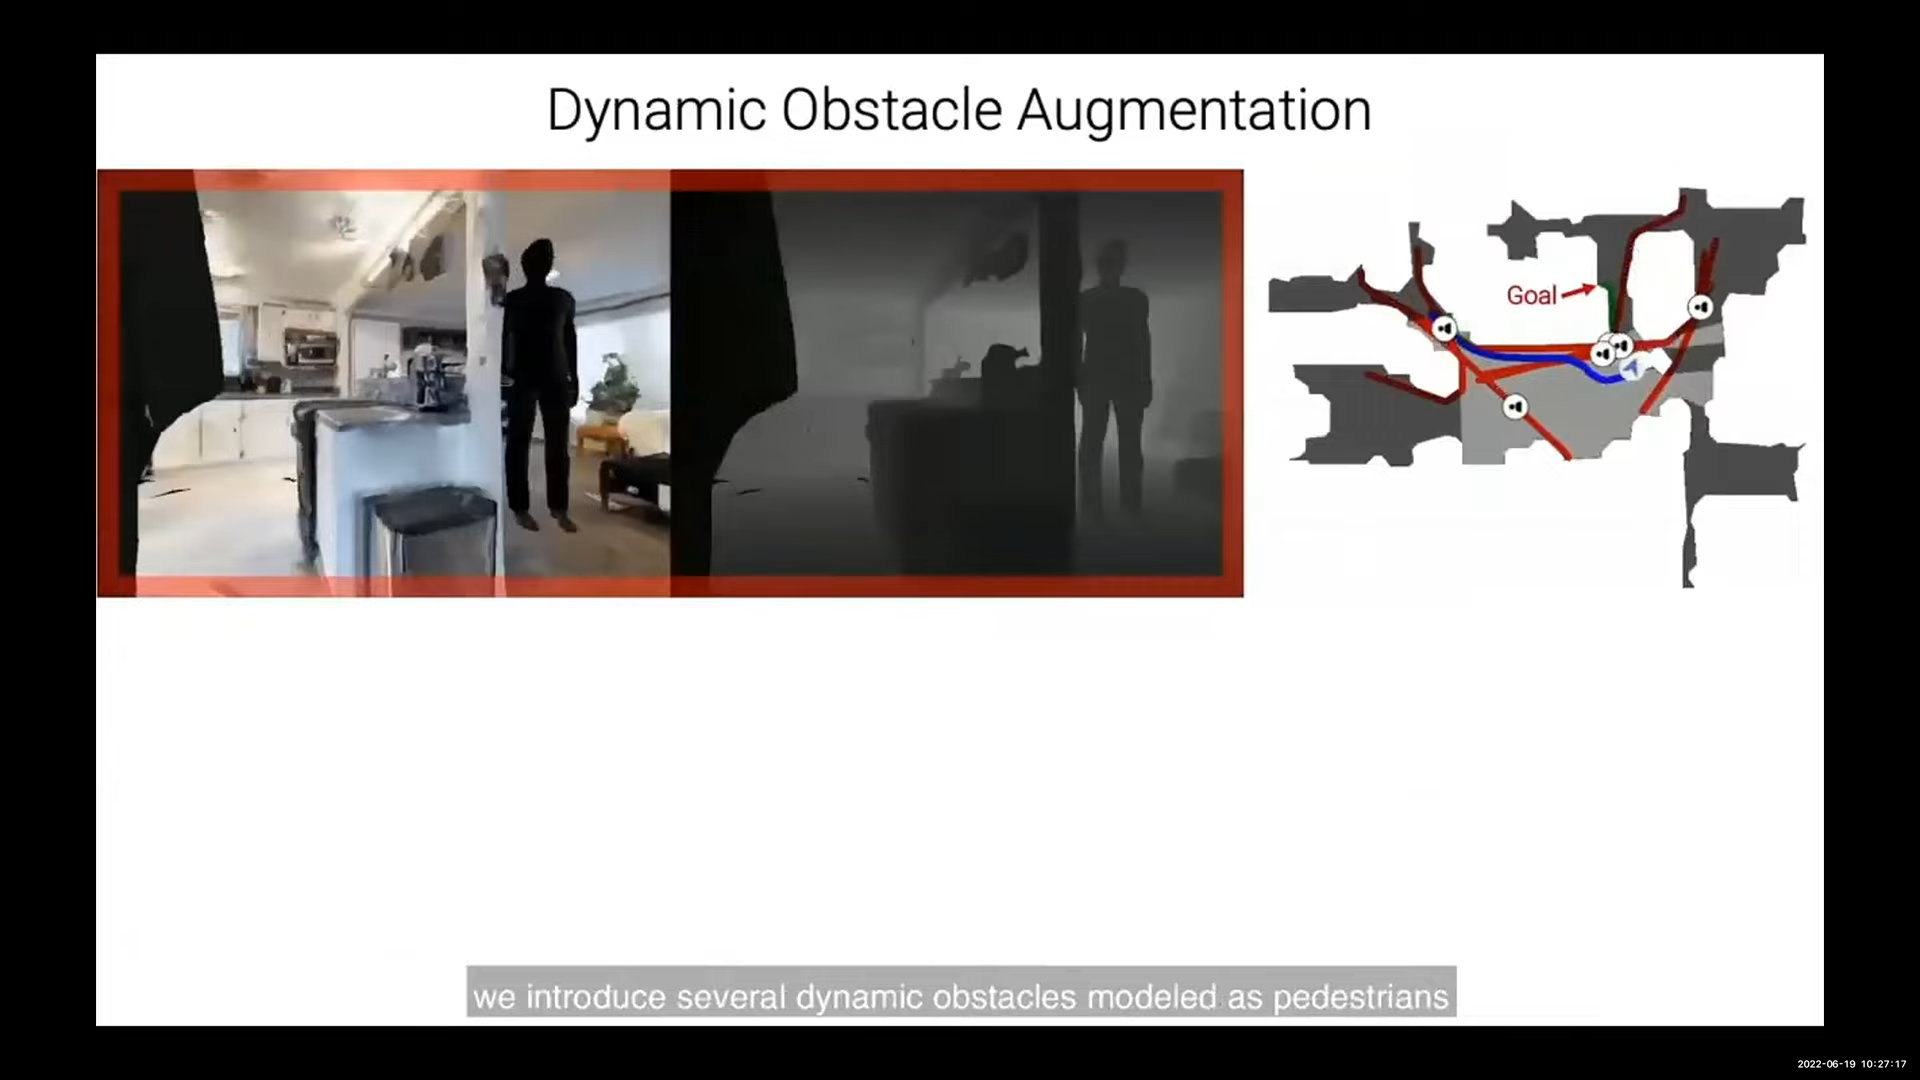 Dynamic Obstacle Augmentation
Goal
we introduce several dynamic obstacles modeled as pedestrians
2022-06-19 10:27:17